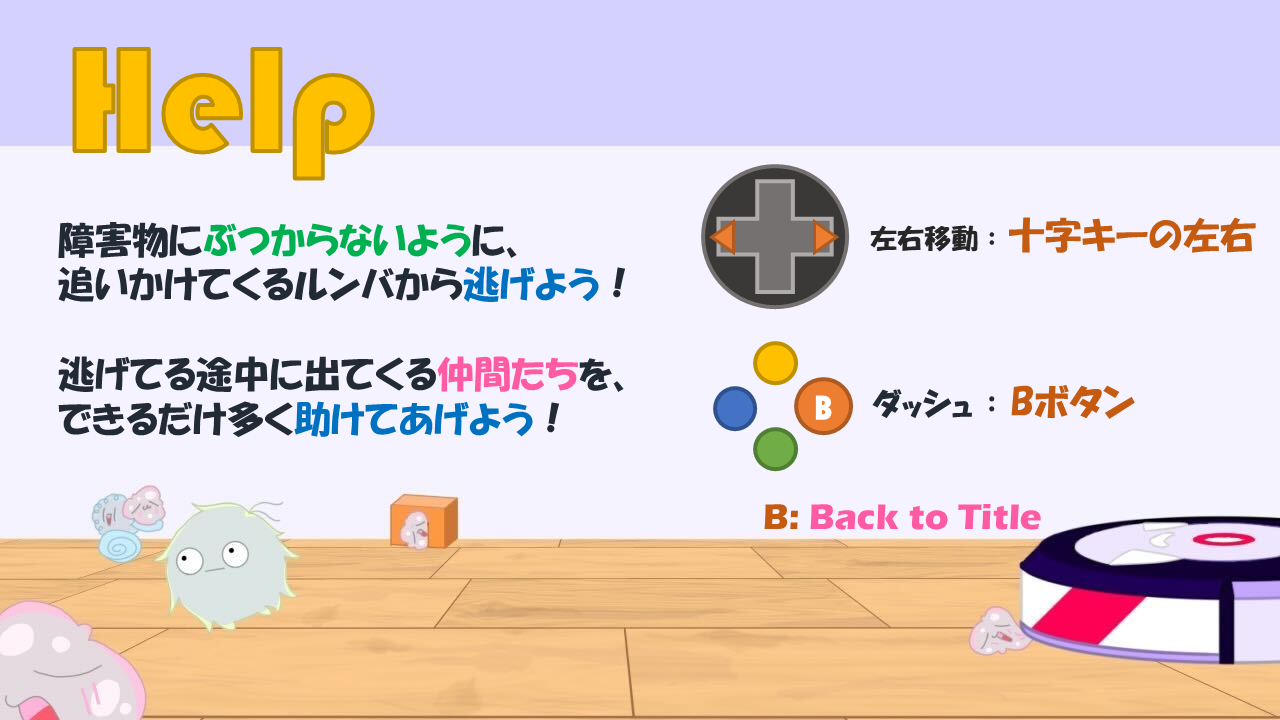 Help
障害物にぶつからないように、
追いかけてくるルンバから逃げよう！
逃げてる途中に出てくる仲間たちを、
できるだけ多く助けてあげよう！
左右移動：十字キーの左右
B
ダッシュ：Bボタン
B: Back to Title